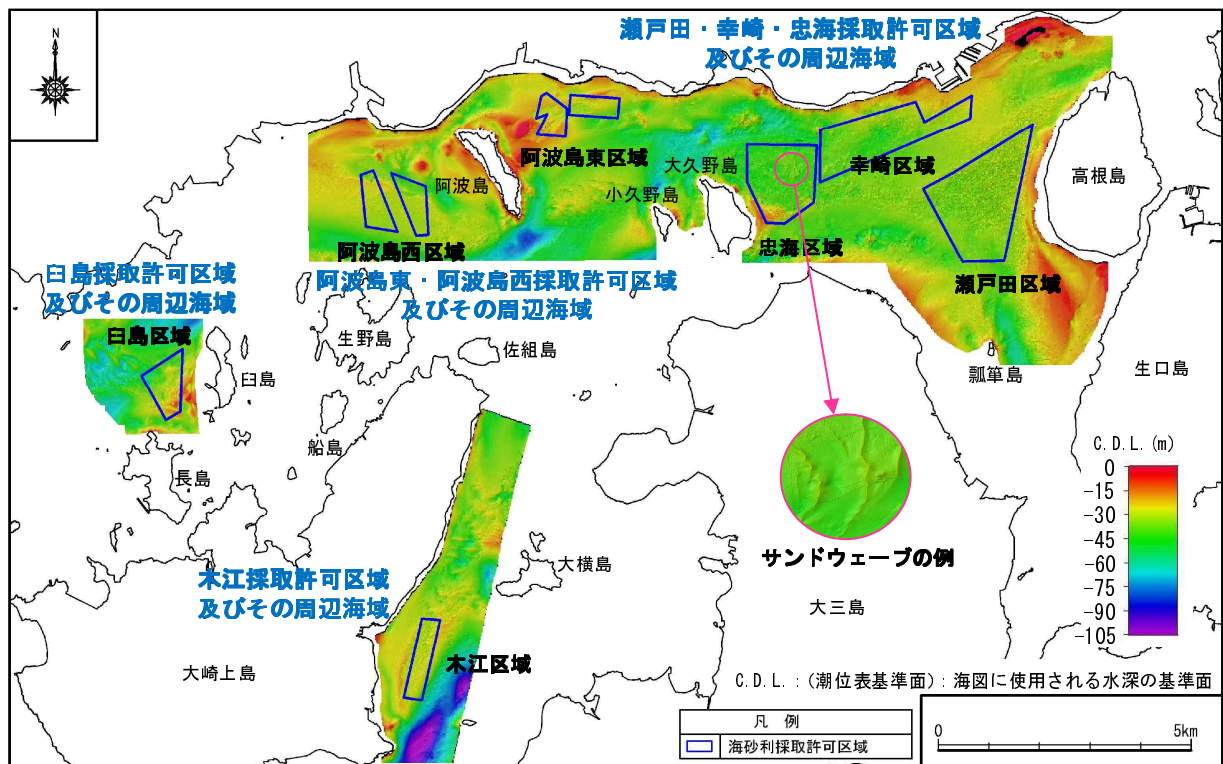 N
瀬戸田・幸崎・忠海採取許可区域
及びその周辺海域
阿波島東区域
大久野島
幸崎区域
高根島
阿波島
小久野島
阿波島西区域
忠海区域
瀬戸田区域
臼島採取許可区域
及びその周辺海域
阿波島東・阿波島西採取許可区域
及びその周辺海域
臼島区域
生野島
佐組島
臼島
瓢箪島
生口島
船島
長島
C.D.L.(m)
0
-15
-30
-45
-60
-75
-90
-105
サンドウェーブの例
大横島
木江採取許可区域
及びその周辺海域
大三島
木江区域
大崎上島
C.D.L.:(潮位表基準面):海図に使用される水深の基準面
凡 例
海砂利採取許可区域
0 5km